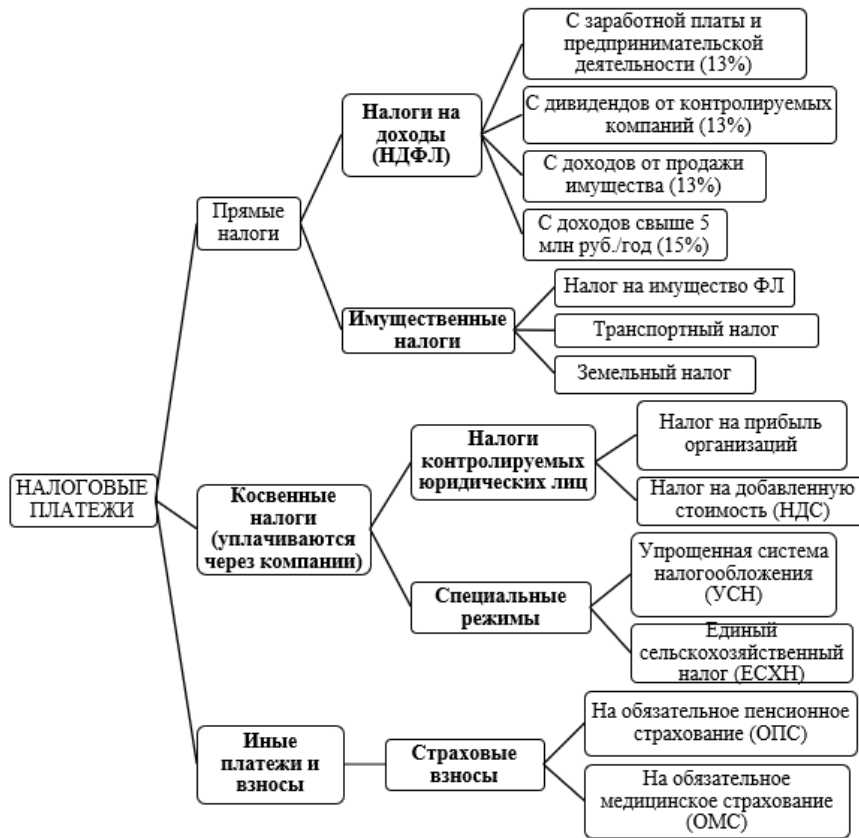 НАЛОГОВЫЕ
ПЛАТЕЖИ
Прямые
налоги
Налоги на
доходы
(НДФЛ)
С заработной платы и
предпринимательской
деятельности (13%)
С дивидендов от контролируемых
компаний (13%)
С доходов от продажи
имущества (13%)
С доходов свыше 5
млн руб./год (15%)
Имущественные
налоги
Налог на имущество ФЛ
Транспортный налог
Земельный налог
Косвенные
налоги
(уплачиваются
через компании)
Налоги
контролируемых
юридических лиц
Налог на прибыль
организаций
Налог на добавленную
стоимость (НДС)
Специальные
режимы
Упрощенная система
налогообложения
(УСН)
Единый
сельскохозяйственный
налог (ЕСХН)
Иные
платежи и
взносы
Страховые
взносы
На обязательное пенсионное
страхование (ОПС)
На обязательное
медицинское страхование
(ОМС)